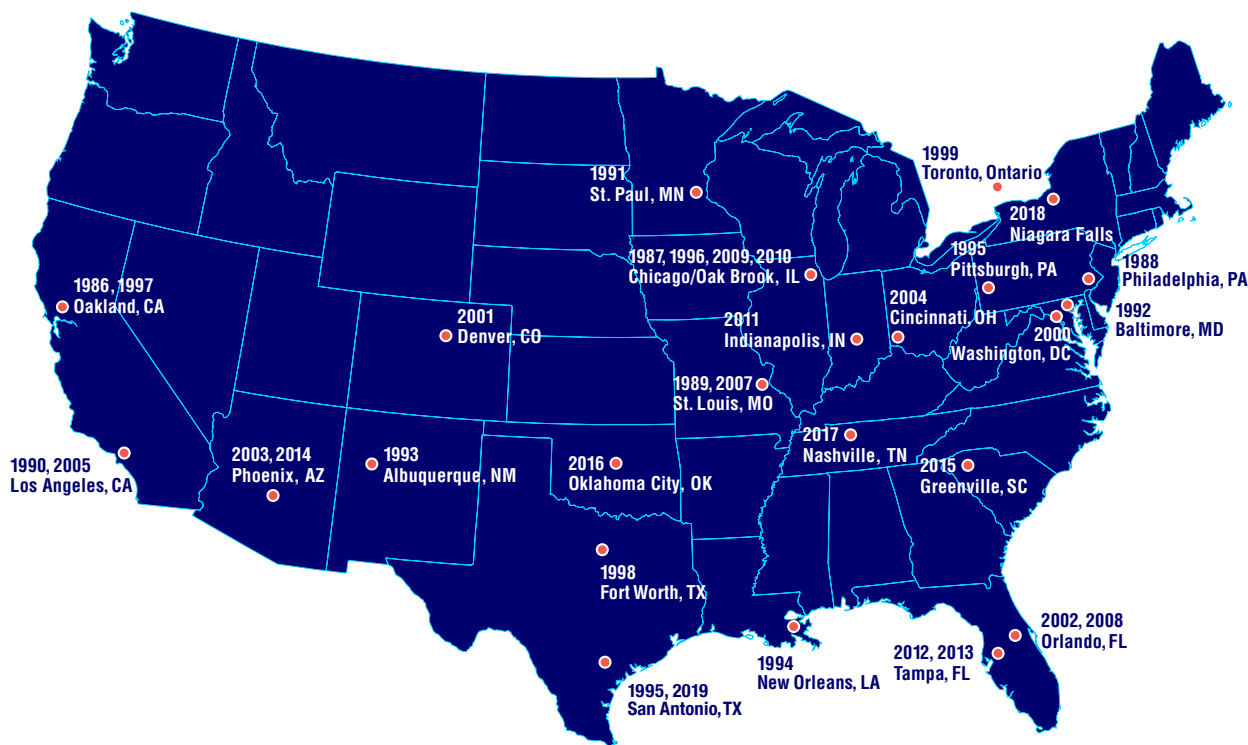 1999
Toronto, Ontario
1991
St. Paul, MN
2018
Niagara Falls
1987, 1996, 2009, 2010
Chicago/Oak Brook, IL
1995
Pittsburgh, PA
1988
Philadelphia, PA
1986, 1997
Oakland, CA
2001
Denver, CO
2004
Cincinnati, OH
2011
Indianapolis, IN
1992
Baltimore, MD
2000
Washington, DC
1989, 2007
St. Louis, MO
2017
Nashville, TN
1990, 2005
Los Angeles, CA
2003, 2014
Phoenix, AZ
1993
Albuquerque, NM
2016
Oklahoma City, OK
2015
Greenville, SC
1998
Fort Worth, TX
2002, 2008
Orlando, FL
2012, 2013
Tampa, FL
1994
New Orleans, LA
1995, 2019
San Antonio, TX